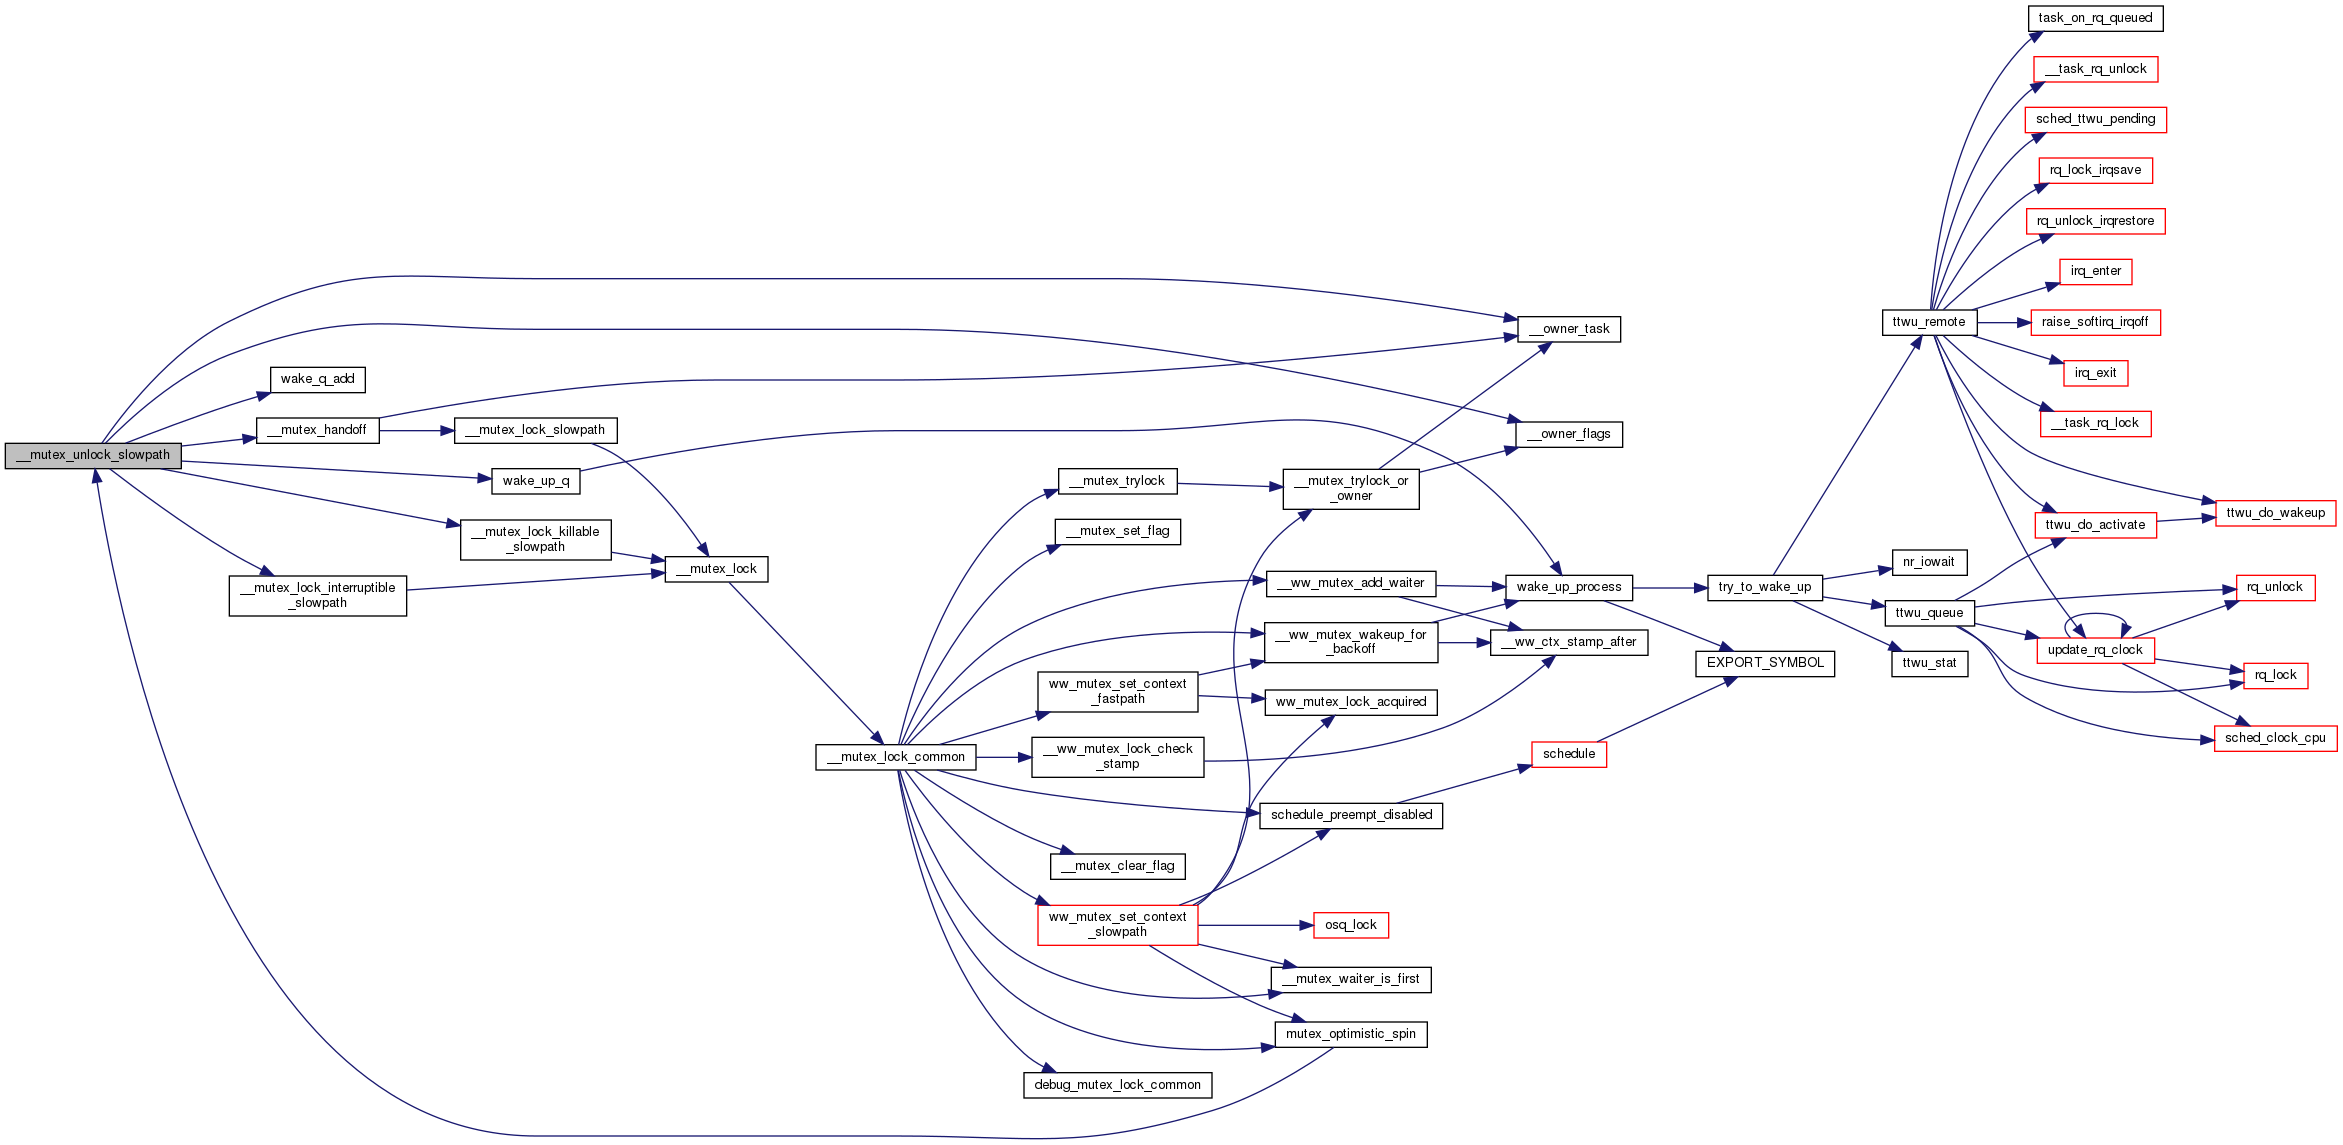 __mutex_unlock_slowpath
wake_q_add
__mutex_handoff
__mutex_lock_interruptible
_slowpath
__mutex_lock_slowpath
wake_up_q
__mutex_lock_killable
_slowpath
__mutex_lock
__mutex_lock_common
__mutex_trylock
__mutex_set_flag
ww_mutex_set_context
_fastpath
__ww_mutex_lock_check
_stamp
__mutex_clear_flag
ww_mutex_set_context
_slowpath
debug_mutex_lock_common
__mutex_trylock_or
_owner
__ww_mutex_add_waiter
__ww_mutex_wakeup_for
_backoff
ww_mutex_lock_acquired
schedule_preempt_disabled
osq_lock
__mutex_waiter_is_first
mutex_optimistic_spin
__owner_task
__owner_flags
wake_up_process
__ww_ctx_stamp_after
schedule
try_to_wake_up
EXPORT_SYMBOL
ttwu_remote
nr_iowait
ttwu_queue
ttwu_stat
task_on_rq_queued
__task_rq_unlock
sched_ttwu_pending
rq_lock_irqsave
rq_unlock_irqrestore
irq_enter
raise_softirq_irqoff
irq_exit
__task_rq_lock
ttwu_do_activate
update_rq_clock
ttwu_do_wakeup
rq_unlock
rq_lock
sched_clock_cpu